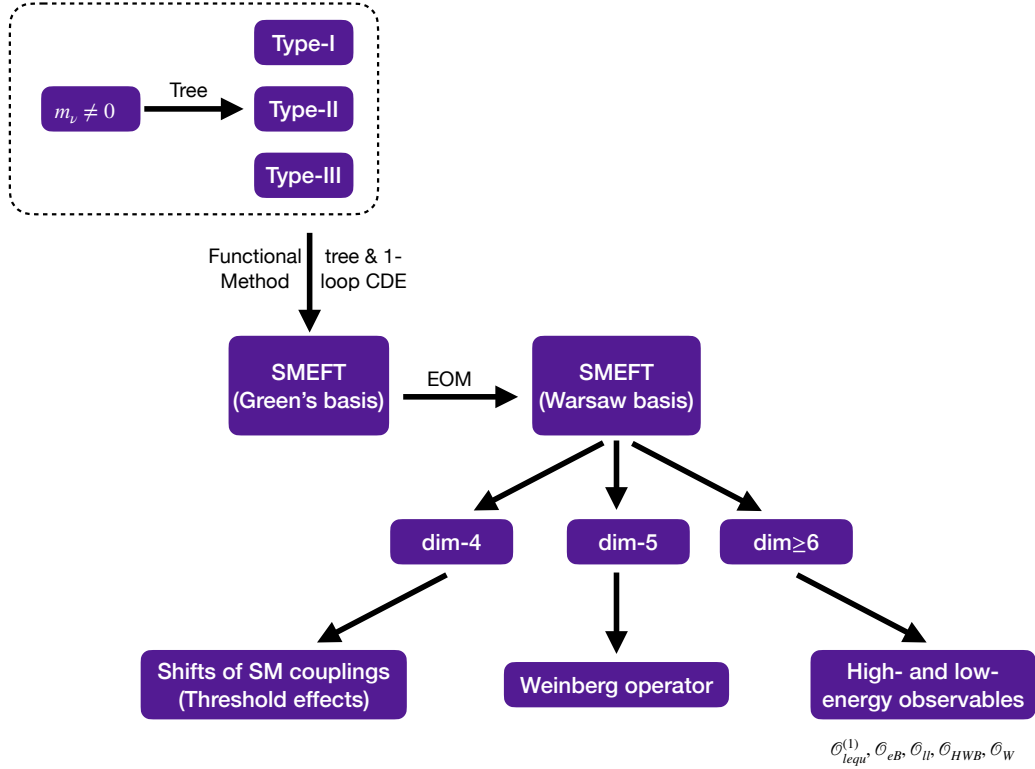 Type-I
Tree
m_ν ≠ 0
Type-II
Type-III
Functional
Method
tree & 1-
loop CDE
SMEFT
(Green's basis)
EOM
SMEFT
(Warsaw basis)
dim-4
dim-5
dim≥6
Shifts of SM couplings
(Threshold effects)
Weinberg operator
High- and low-
energy observables
𝒪_{lequ}^{(1)}, 𝒪_{eB}, 𝒪_{ll}, 𝒪_{HWB}, 𝒪_W